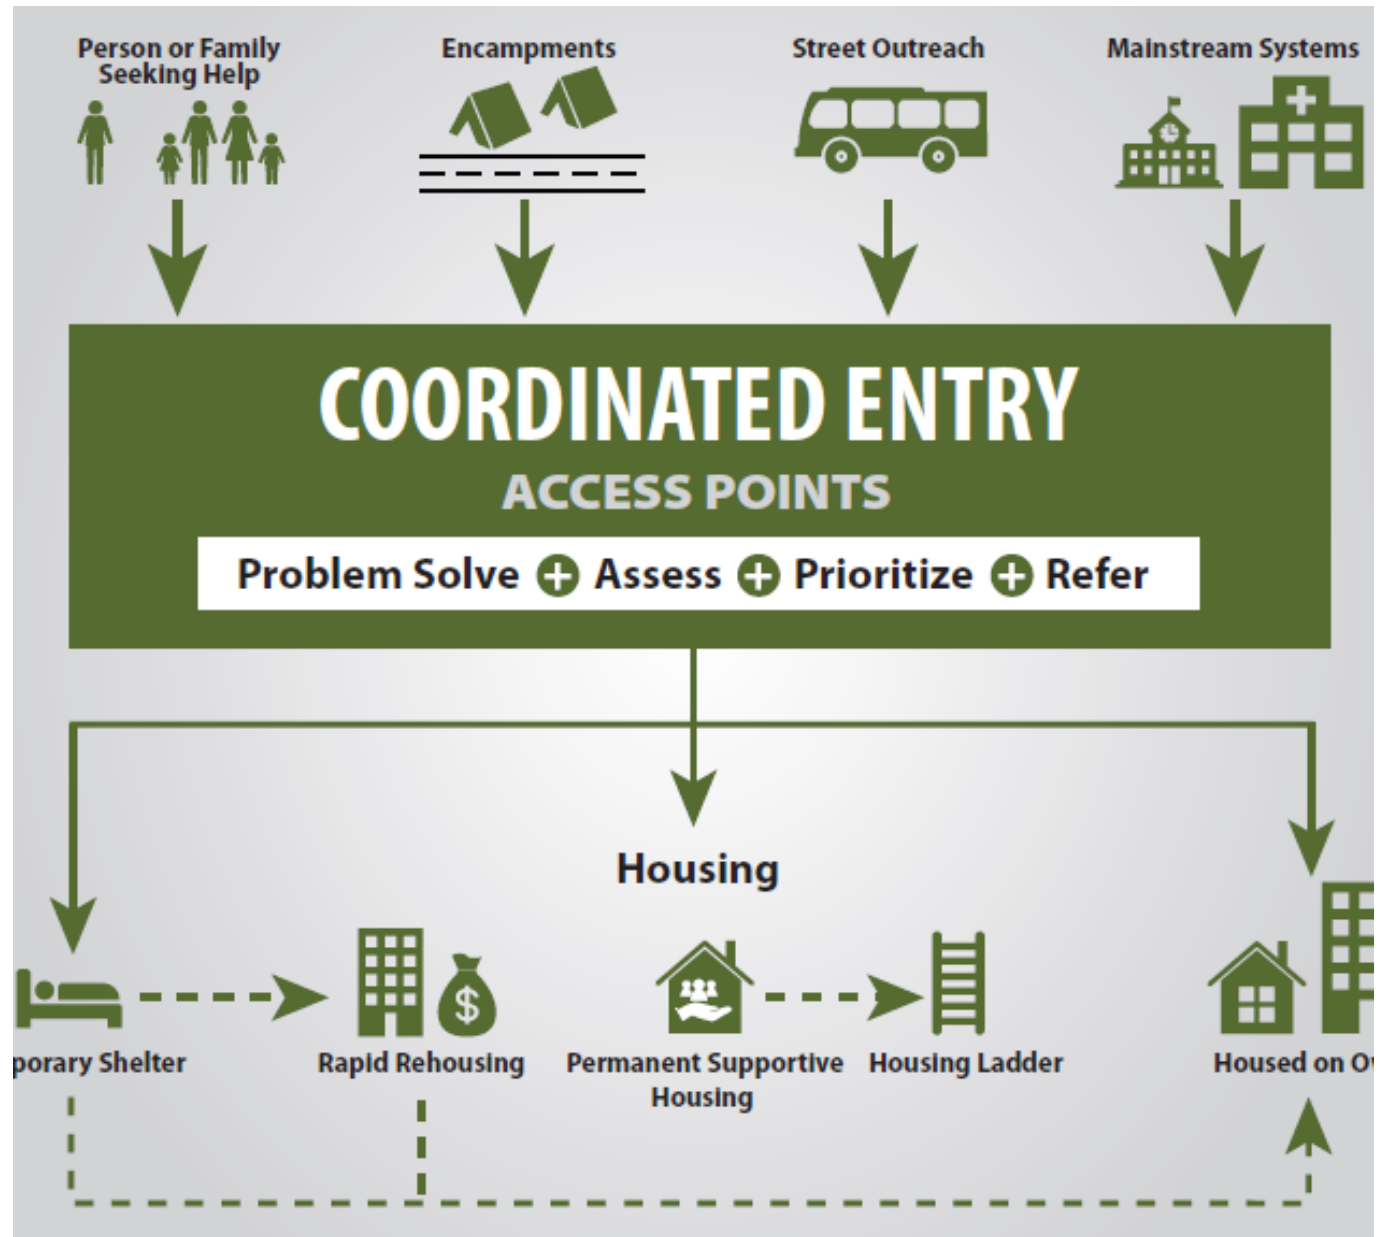 Person or Family
Seeking Help
Encampments
Street Outreach
Mainstream Systems
COORDINATED ENTRY
ACCESS POINTS
Problem Solve + Assess + Prioritize + Refer
Housing
$
porary Shelter
Rapid Rehousing
Permanent Supportive
Housing
Housing Ladder
Housed on